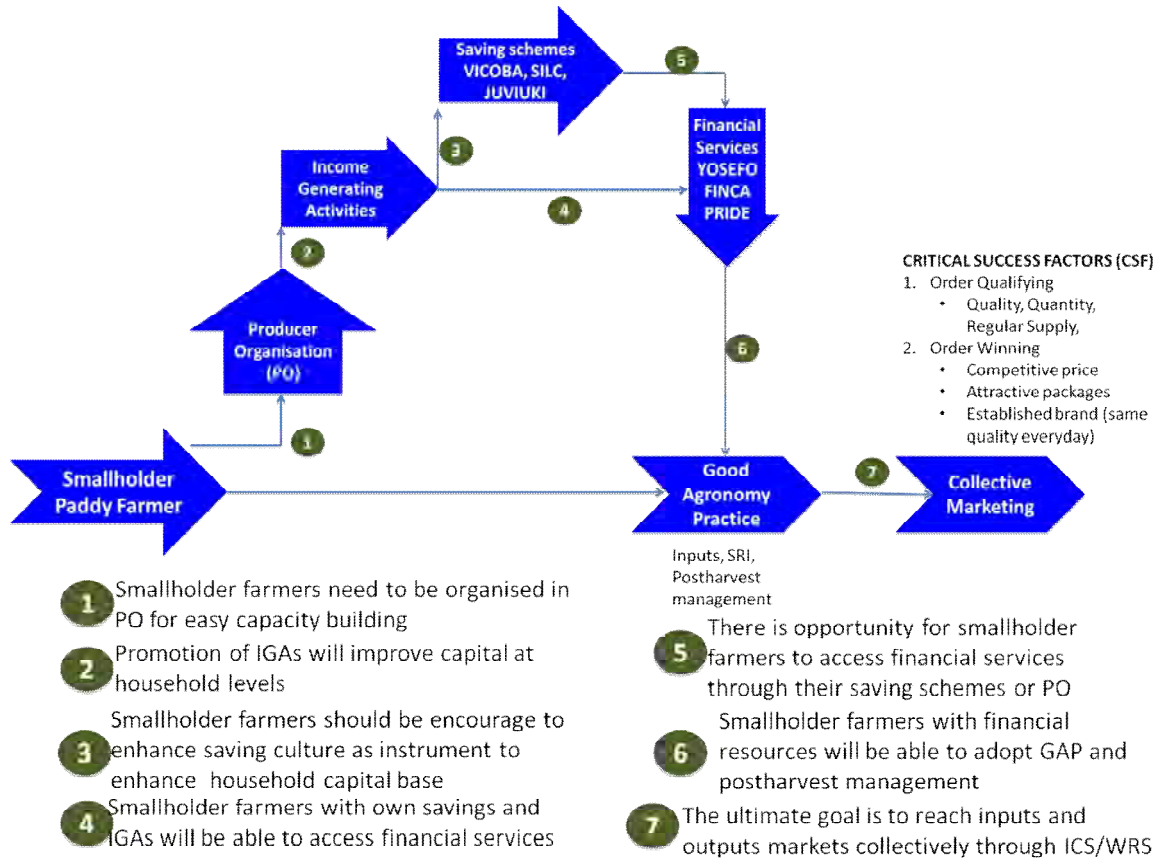 Saving schemes
VICOBA, SILC,
JUVIUKI
5
Financial
Services
YOSEFO
FINCA
PRIDE
Income
Generating
Activities
3
4
2
CRITICAL SUCCESS FACTORS (CSF)
1. Order Qualifying
• Quality, Quantity,
Regular Supply,
2. Order Winning
• Competitive price
• Attractive packages
• Established brand (same
quality everyday)
Producer
Organisation
(PO)
6
1
Smallholder
Paddy Farmer
Good
Agronomy
Practice
7
Collective
Marketing
Inputs, SRI,
Postharvest
management
1 Smallholder farmers need to be organised in
PO for easy capacity building
2 Promotion of IGAs will improve capital at
household levels
3 Smallholder farmers should be encourage to
enhance saving culture as instrument to
enhance household capital base
4 Smallholder farmers with own savings and
IGAs will be able to access financial services
5 There is opportunity for smallholder
farmers to access financial services
through their saving schemes or PO
6 Smallholder farmers with financial
resources will be able to adopt GAP and
postharvest management
7 The ultimate goal is to reach inputs and
outputs markets collectively through ICS/WRS